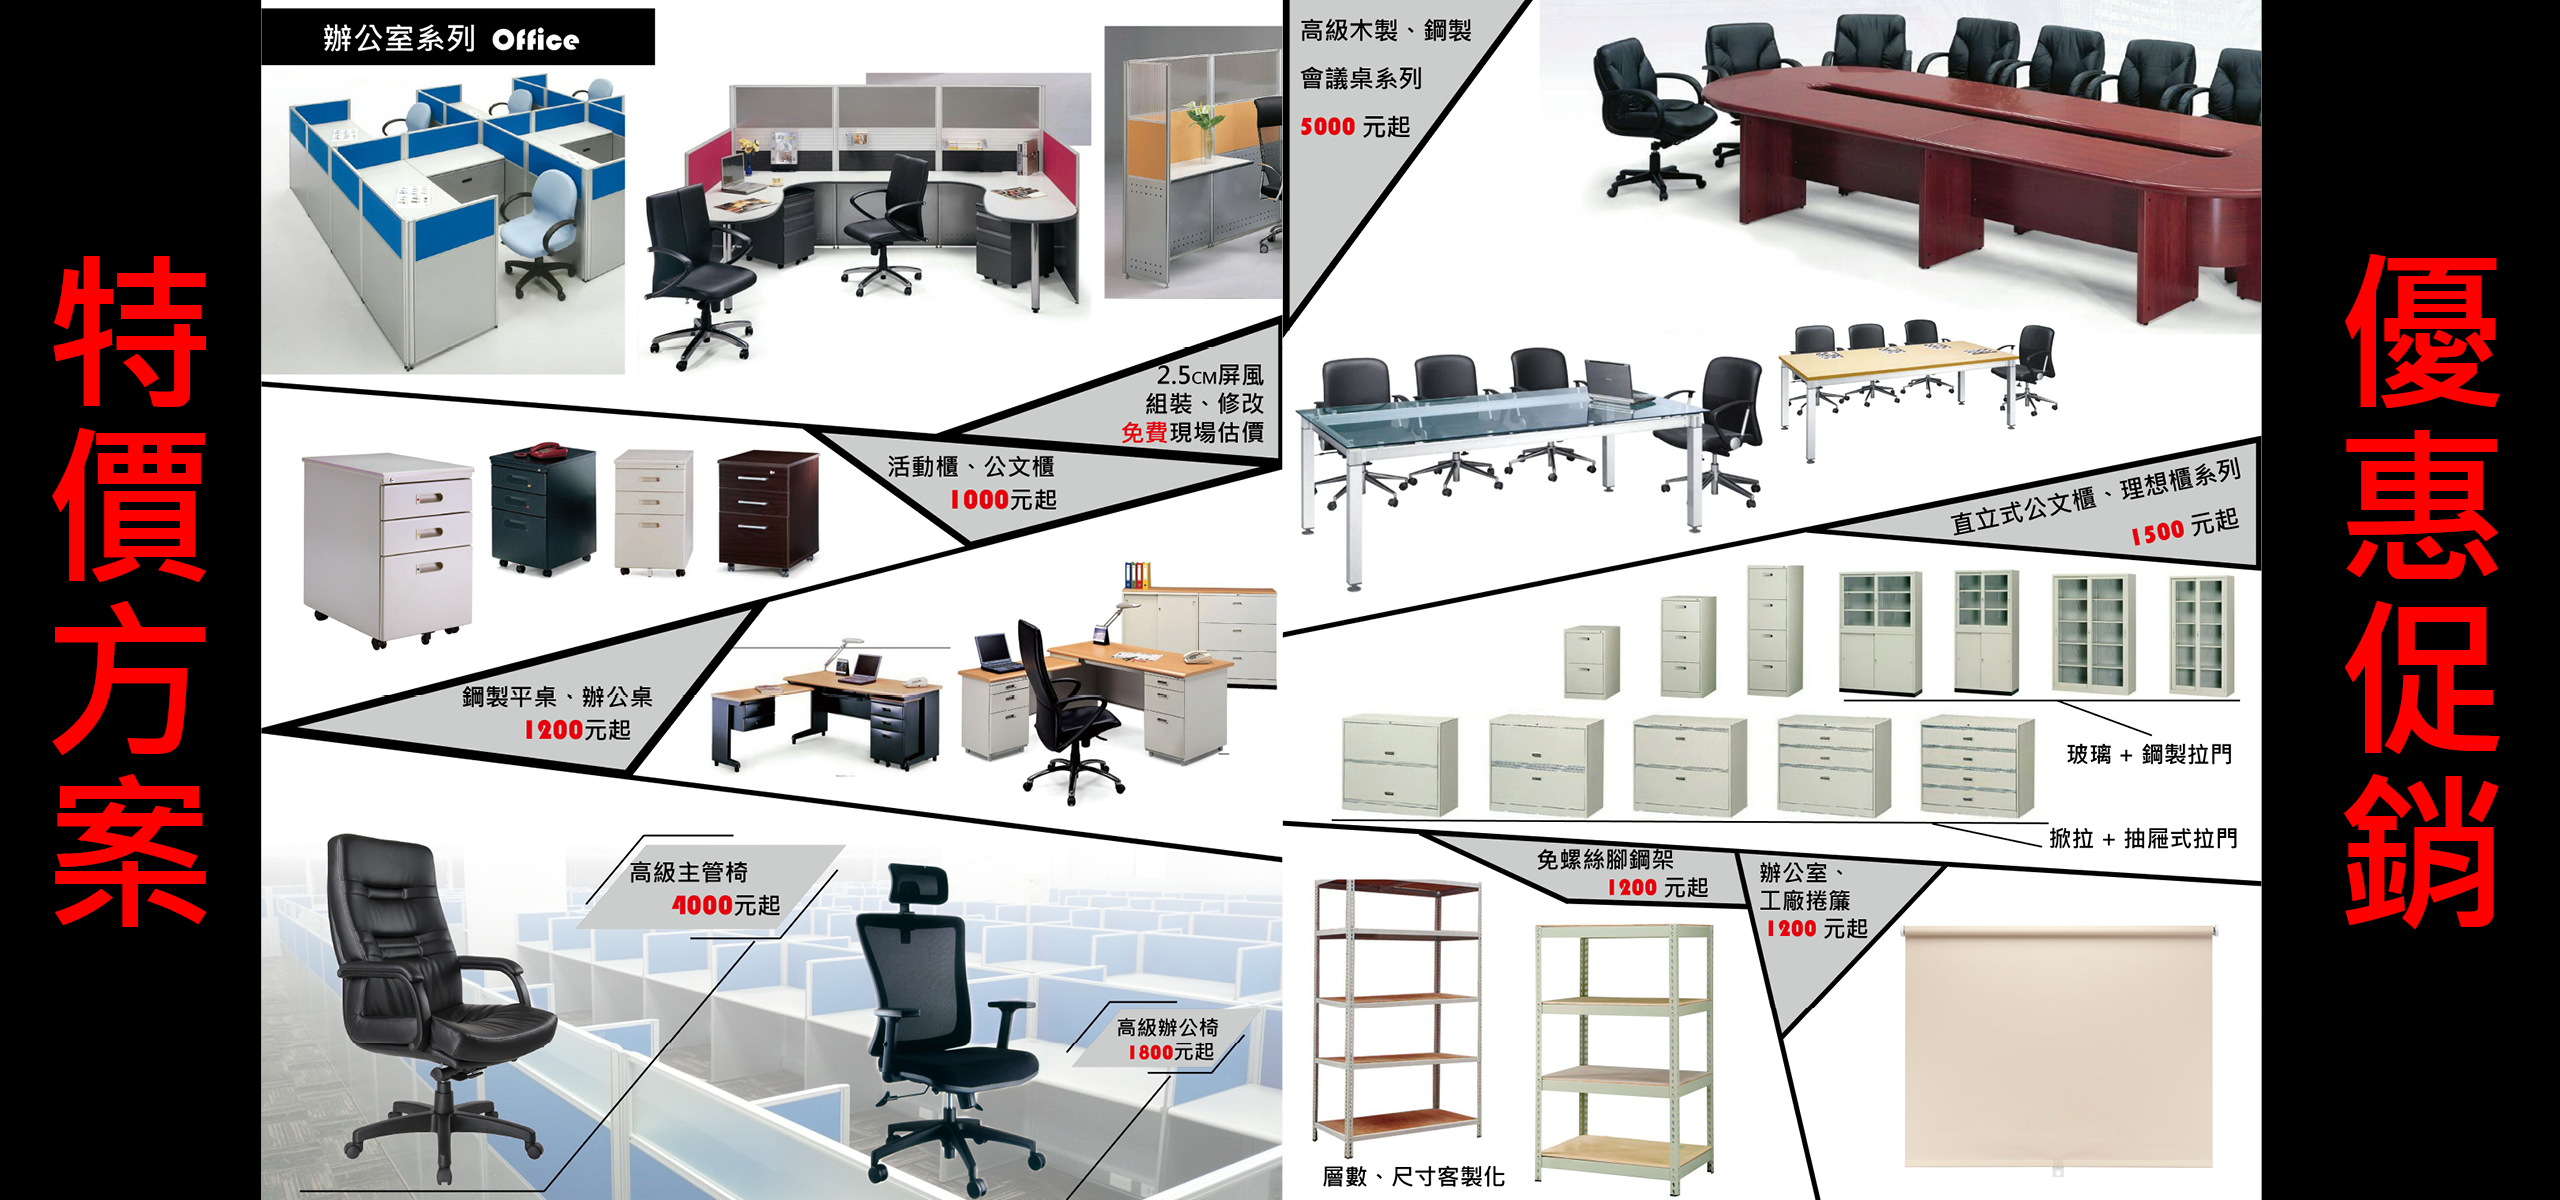 特價方案
辦公室系列 Office
2.5CM屏風
組裝、修改
免費現場估價
活動櫃、公文櫃
1000元起
鋼製平桌、辦公桌
1200元起
高級主管椅
4000元起
高級辦公椅
1800元起
高級木製、鋼製
會議桌系列
5000 元起
直立式公文櫃、理想櫃系列
1500 元起
玻璃 + 鋼製拉門
掀拉 + 抽屜式拉門
免螺絲腳鋼架
1200 元起
辦公室、
工廠捲簾
1200 元起
層數、尺寸客製化
優惠促銷